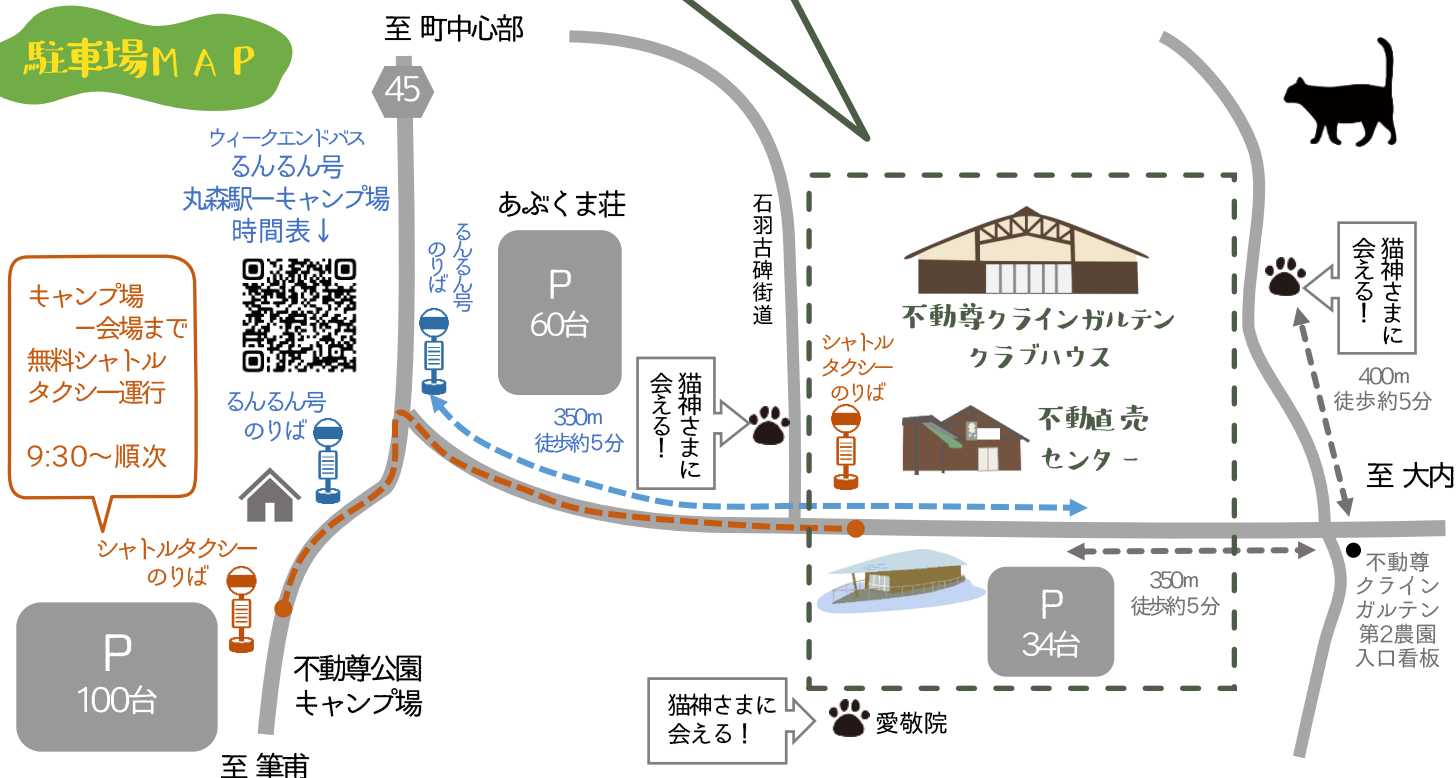 駐車場MAP
至 町中心部
45
ウィークエンドバス
るんるん号
丸森駅ーキャンプ場
時間表↓
キャンプ場
ー会場まで
無料シャトル
タクシー運行
9:30～順次
るんるん号
のりば
シャトルタクシー
のりば
P
100台
不動尊公園
キャンプ場
至 筆甫
るんるん号
のりば
あぶくま荘
P
60台
350m
徒歩約5分
猫神さまに
会える！
石羽古碑街道
シャトル
タクシー
のりば
不動尊クラインガルテン
クラブハウス
不動直売
センター
P
34台
350m
徒歩約5分
猫神さまに
会える！
愛敬院
猫神さまに
会える！
400m
徒歩約5分
至 大内
不動尊
クライン
ガルテン
第2農園
入口看板